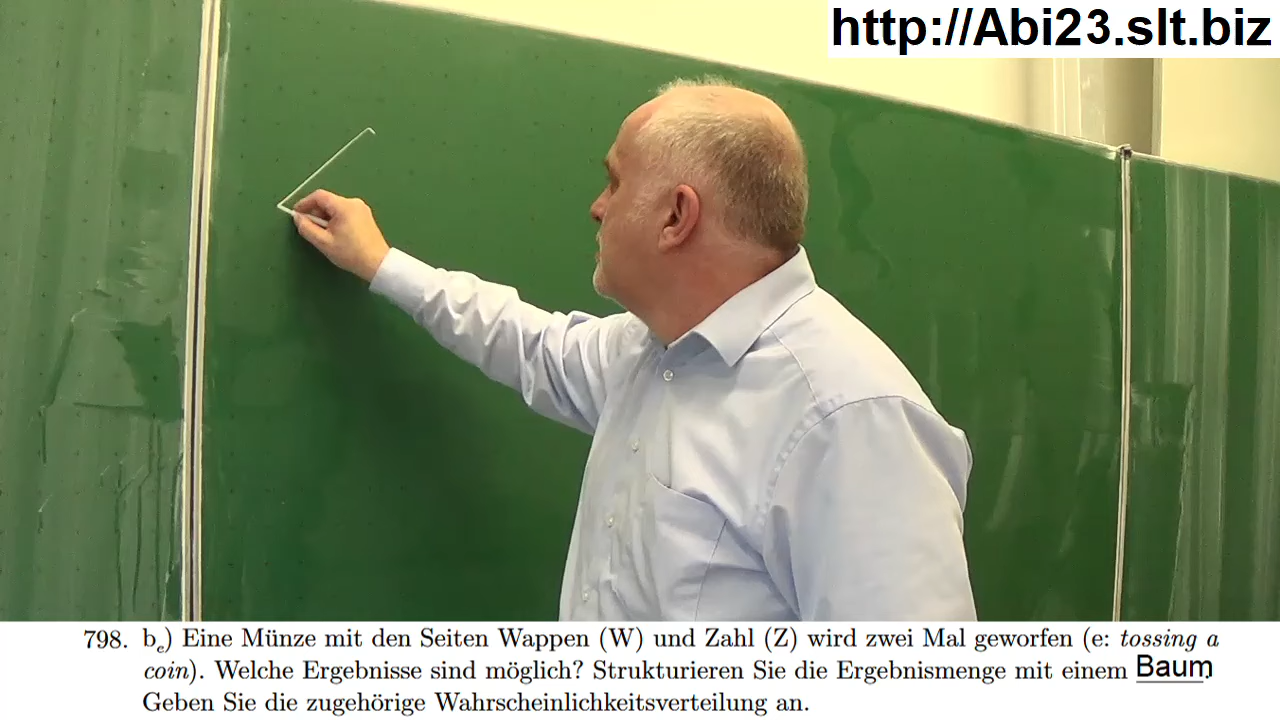 http://Abi23.slt.biz
798. bₑ) Eine Münze mit den Seiten Wappen (W) und Zahl (Z) wird zwei Mal geworfen (e: tossing a
coin). Welche Ergebnisse sind möglich? Strukturieren Sie die Ergebnismenge mit einem Baum.
Geben Sie die zugehörige Wahrscheinlichkeitsverteilung an.